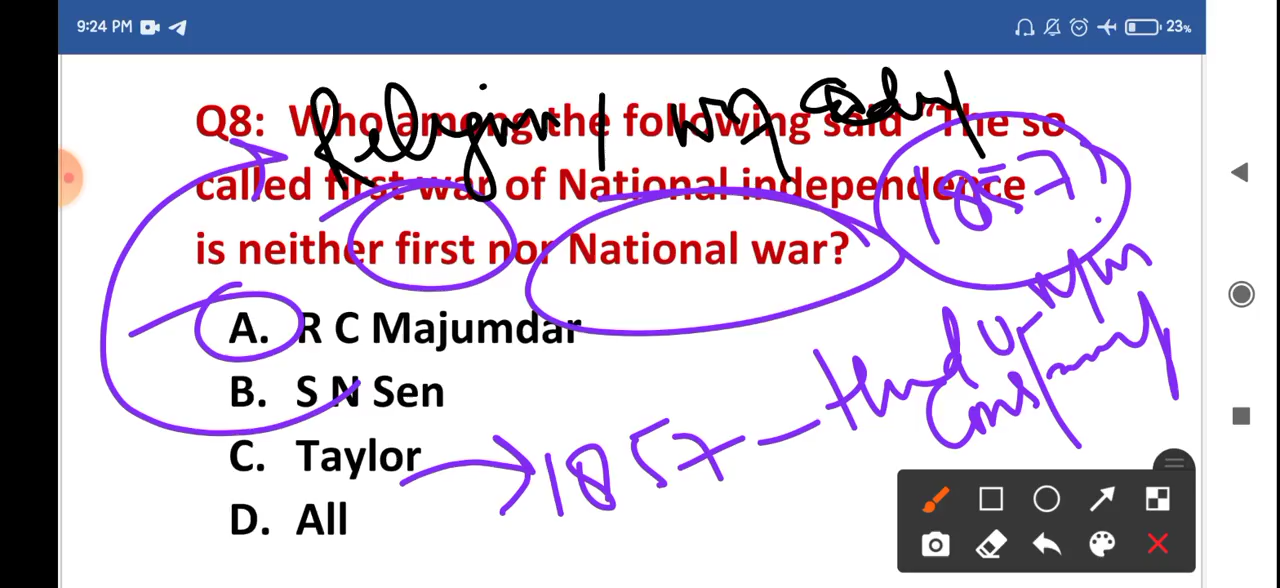 9:24 PM
23%
Q8: Who among the following said "The so
called first war of National independence
is neither first nor National war?
1857
A. R C Majumdar
B. S N Sen
C. Taylor
1857
D. All